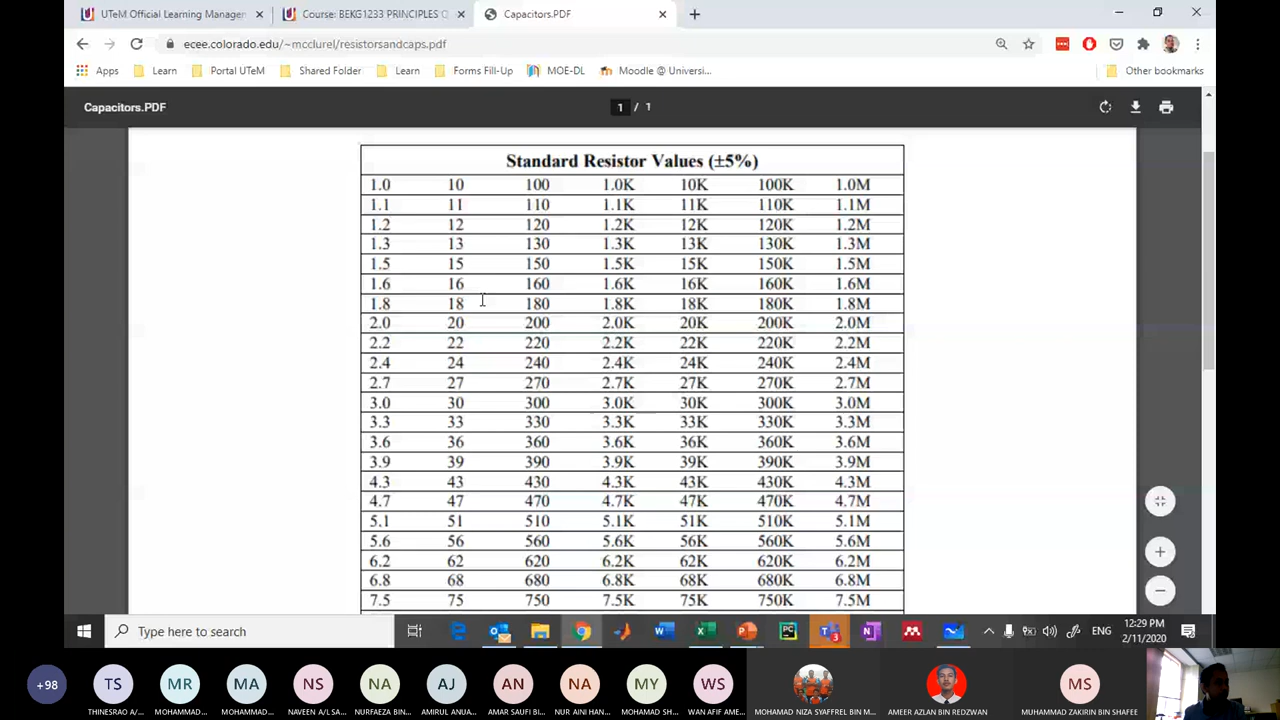 UTeM Official Learning Manager
Course: BEKG1233 PRINCIPLES O
Capacitors.PDF
ecee.colorado.edu/~mcclurel/resistorsandcaps.pdf
Apps
Learn
Portal UTeM
Shared Folder
Learn
Forms Fill-Up
MOE-DL
Moodle @ Universi...
Other bookmarks
Capacitors.PDF
1 / 1
Standard Resistor Values (±5%)
1.0 10 100 1.0K 10K 100K 1.0M
1.1 11 110 1.1K 11K 110K 1.1M
1.2 12 120 1.2K 12K 120K 1.2M
1.3 13 130 1.3K 13K 130K 1.3M
1.5 15 150 1.5K 15K 150K 1.5M
1.6 16 160 1.6K 16K 160K 1.6M
1.8 18 180 1.8K 18K 180K 1.8M
2.0 20 200 2.0K 20K 200K 2.0M
2.2 22 220 2.2K 22K 220K 2.2M
2.4 24 240 2.4K 24K 240K 2.4M
2.7 27 270 2.7K 27K 270K 2.7M
3.0 30 300 3.0K 30K 300K 3.0M
3.3 33 330 3.3K 33K 330K 3.3M
3.6 36 360 3.6K 36K 360K 3.6M
3.9 39 390 3.9K 39K 390K 3.9M
4.3 43 430 4.3K 43K 430K 4.3M
4.7 47 470 4.7K 47K 470K 4.7M
5.1 51 510 5.1K 51K 510K 5.1M
5.6 56 560 5.6K 56K 560K 5.6M
6.2 62 620 6.2K 62K 620K 6.2M
6.8 68 680 6.8K 68K 680K 6.8M
7.5 75 750 7.5K 75K 750K 7.5M
Type here to search
ENG
12:29 PM
2/11/2020
+98
TS
MR
MA
NS
NA
AJ
AN
NA
MY
WS
MS
THINESRAO A/...
MOHAMMAD...
MOHAMMAD...
NAVEEN A/L SA...
NURFAEZA BIN...
AMIRUL ANUA...
AMAR SAUFI BI...
NUR AINI HAN...
MOHAMAD SH...
WAN AFIF AME...
MOHAMAD NIZA SYAFFREL BIN M...
AMEER AZLAN BIN REDZWAN
MUHAMMAD ZAKIRIN BIN SHAFEE